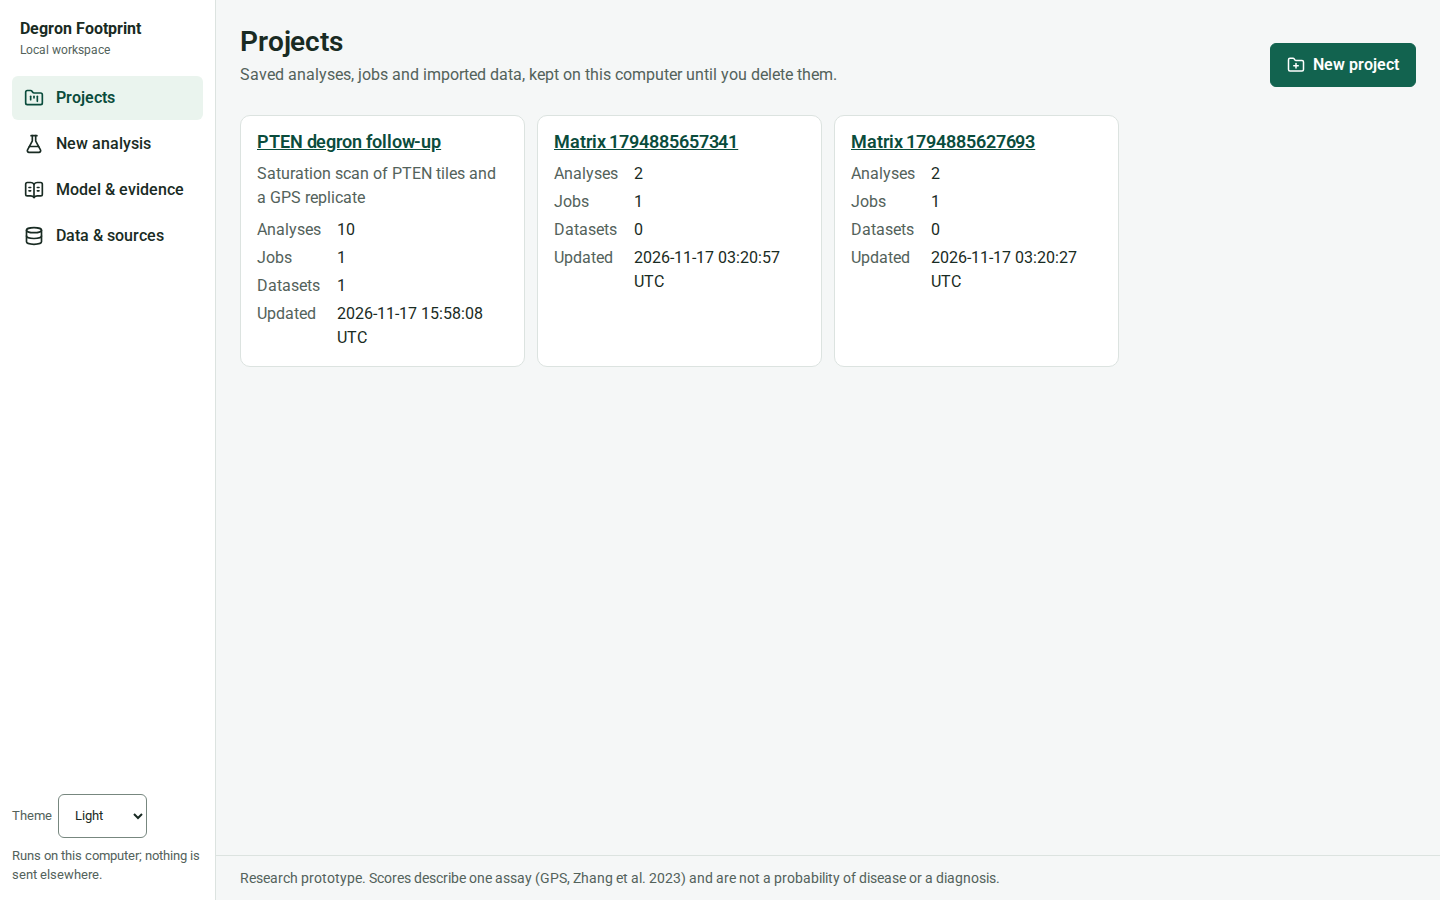 Degron Footprint
Local workspace
Projects
New analysis
Model & evidence
Data & sources
Theme Light
Runs on this computer; nothing is
sent elsewhere.
Projects
Saved analyses, jobs and imported data, kept on this computer until you delete them.
New project
PTEN degron follow-up
Saturation scan of PTEN tiles and
a GPS replicate
Analyses 10
Jobs 1
Datasets 1
Updated 2026-11-17 15:58:08
UTC
Matrix 1794885657341
Analyses 2
Jobs 1
Datasets 0
Updated 2026-11-17 03:20:57
UTC
Matrix 1794885627693
Analyses 2
Jobs 1
Datasets 0
Updated 2026-11-17 03:20:27
UTC
Research prototype. Scores describe one assay (GPS, Zhang et al. 2023) and are not a probability of disease or a diagnosis.